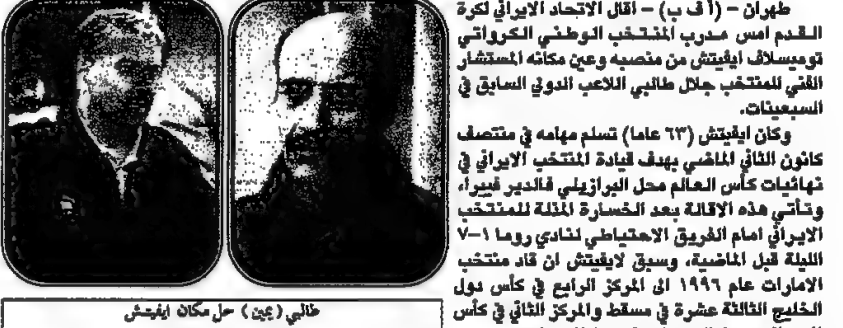 طهران - (أ ف ب) - أقال الاتحاد الايراني لكرة
القدم امس مدرب المنتخب الوطني الكرواتي
توميسلاف ايفيتش من منصبه وعين مكانه المستشار
الفني للمنتخب جلال طالبي اللاعب الدولي السابق في
السبعينات.
وكان ايفيتش (٦٣ عاما) تسلم مهامه في منتصف
كانون الثاني الماضي بهدف قيادة المنتخب الايراني في
نهائيات كأس العالم محل البرازيلي فالدير فييرا،
وتأتي هذه الاقالة بعد الخسارة المذلة للمنتخب
الايراني امام الفريق الاحتياطي لنادي روما ١-٧
الليلة قبل الماضية، وسبق لايفيتش ان قاد منتخب
الامارات عام ١٩٩٦ الى المركز الرابع في كأس دول
الخليج الثالثة عشرة في مسقط والمركز الثاني في كأس
طالبي (يمين) حل مكان ايفيتش